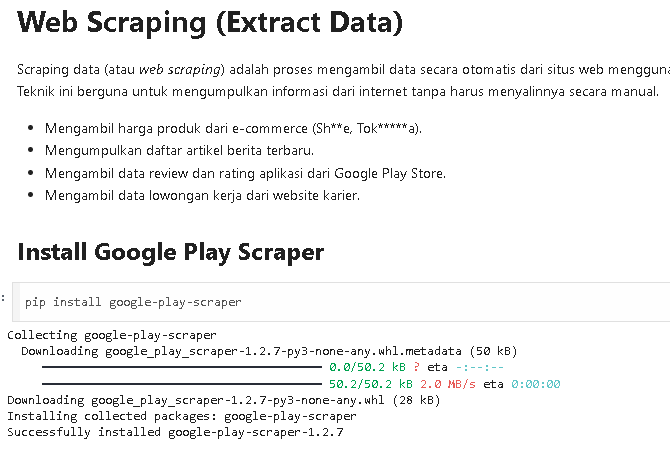 Web Scraping (Extract Data)
Scraping data (atau web scraping) adalah proses mengambil data secara otomatis dari situs web mengguna
Teknik ini berguna untuk mengumpulkan informasi dari internet tanpa harus menyalinnya secara manual.
• Mengambil harga produk dari e-commerce (Sh**e, Tok*****a).
• Mengumpulkan daftar artikel berita terbaru.
• Mengambil data review dan rating aplikasi dari Google Play Store.
• Mengambil data lowongan kerja dari website karier.
Install Google Play Scraper
: pip install google-play-scraper
Collecting google-play-scraper
Downloading google_play_scraper-1.2.7-py3-none-any.whl.metadata (50 kB)
0.0/50.2 kB ? eta -:--:--
50.2/50.2 kB 2.0 MB/s eta 0:00:00
Downloading google_play_scraper-1.2.7-py3-none-any.whl (28 kB)
Installing collected packages: google-play-scraper
Successfully installed google-play-scraper-1.2.7